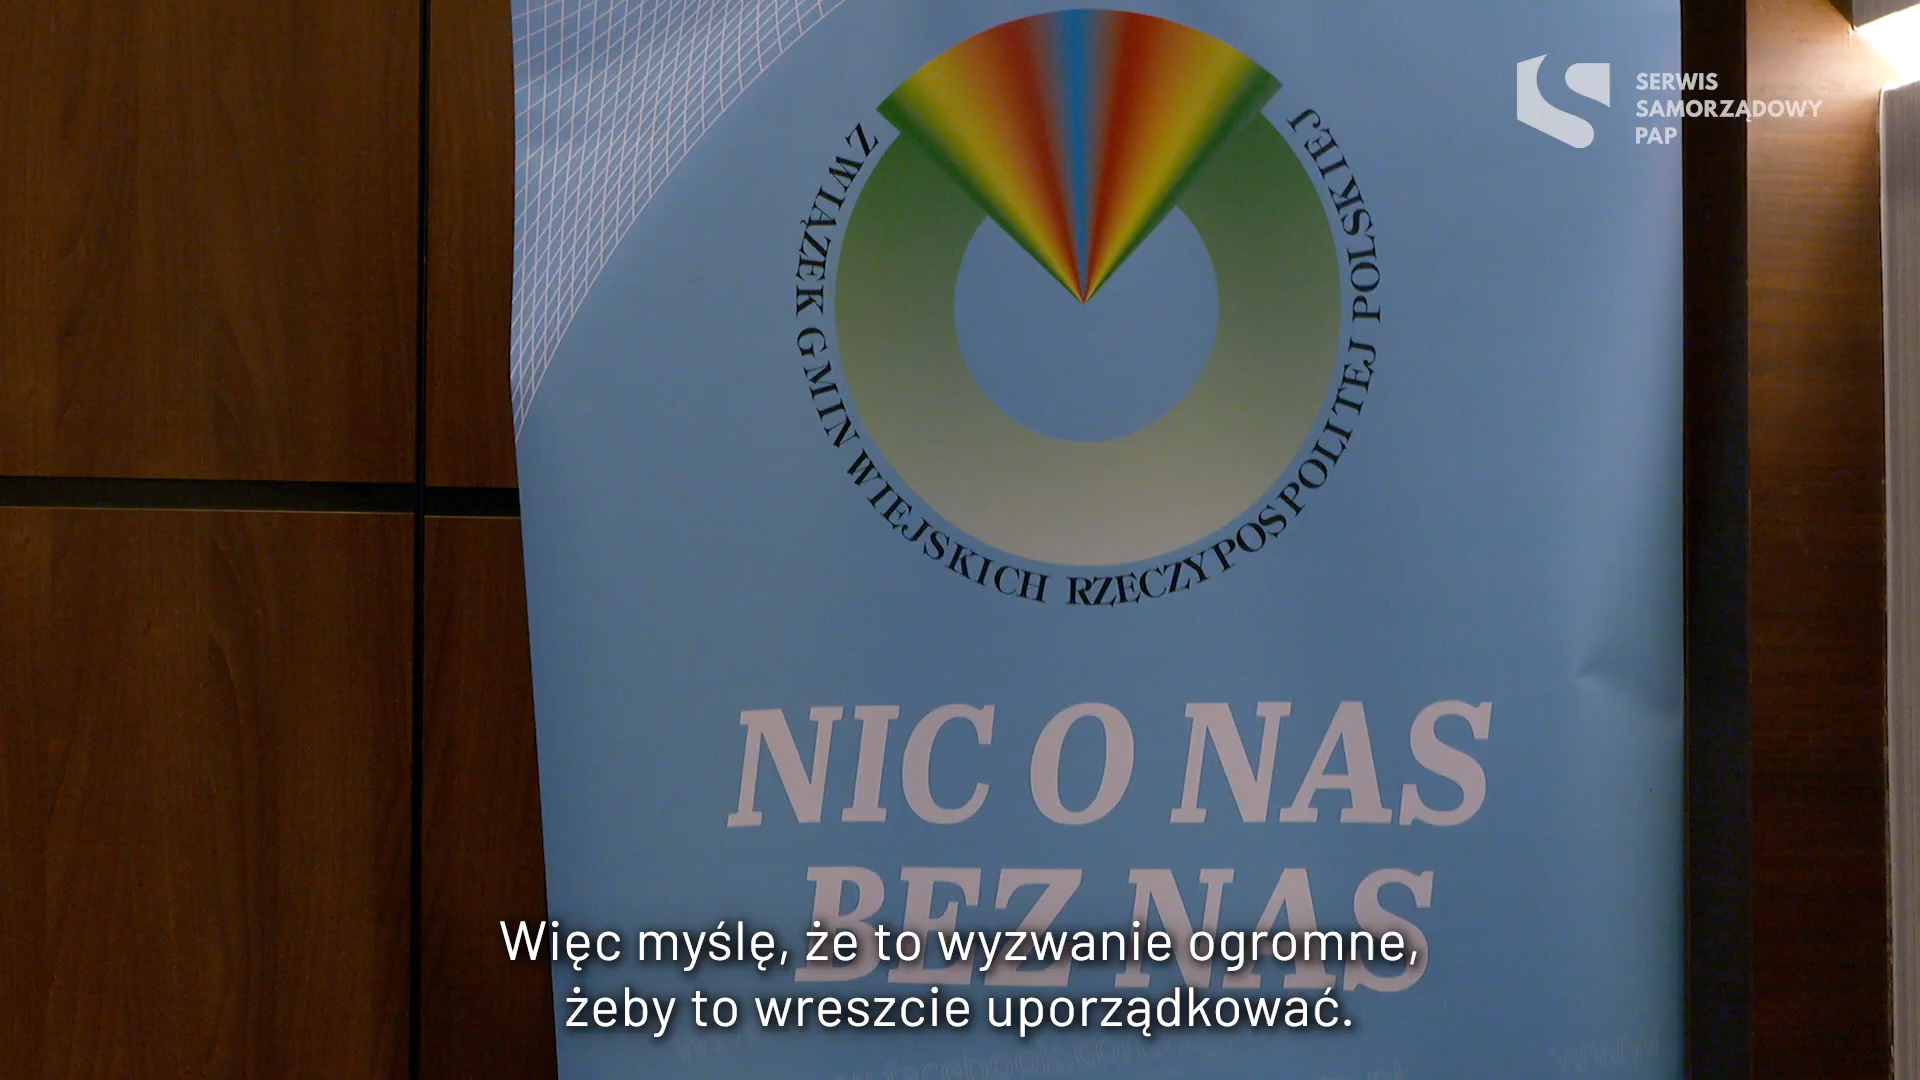 SERWIS
SAMORZĄDOWY
PAP
ZWIĄZEK GMIN WIEJSKICH RZECZYPOSPOLITEJ POLSKIEJ
NIC O NAS
BEZ NAS
Więc myślę, że to wyzwanie ogromne,
żeby to wreszcie uporządkować.